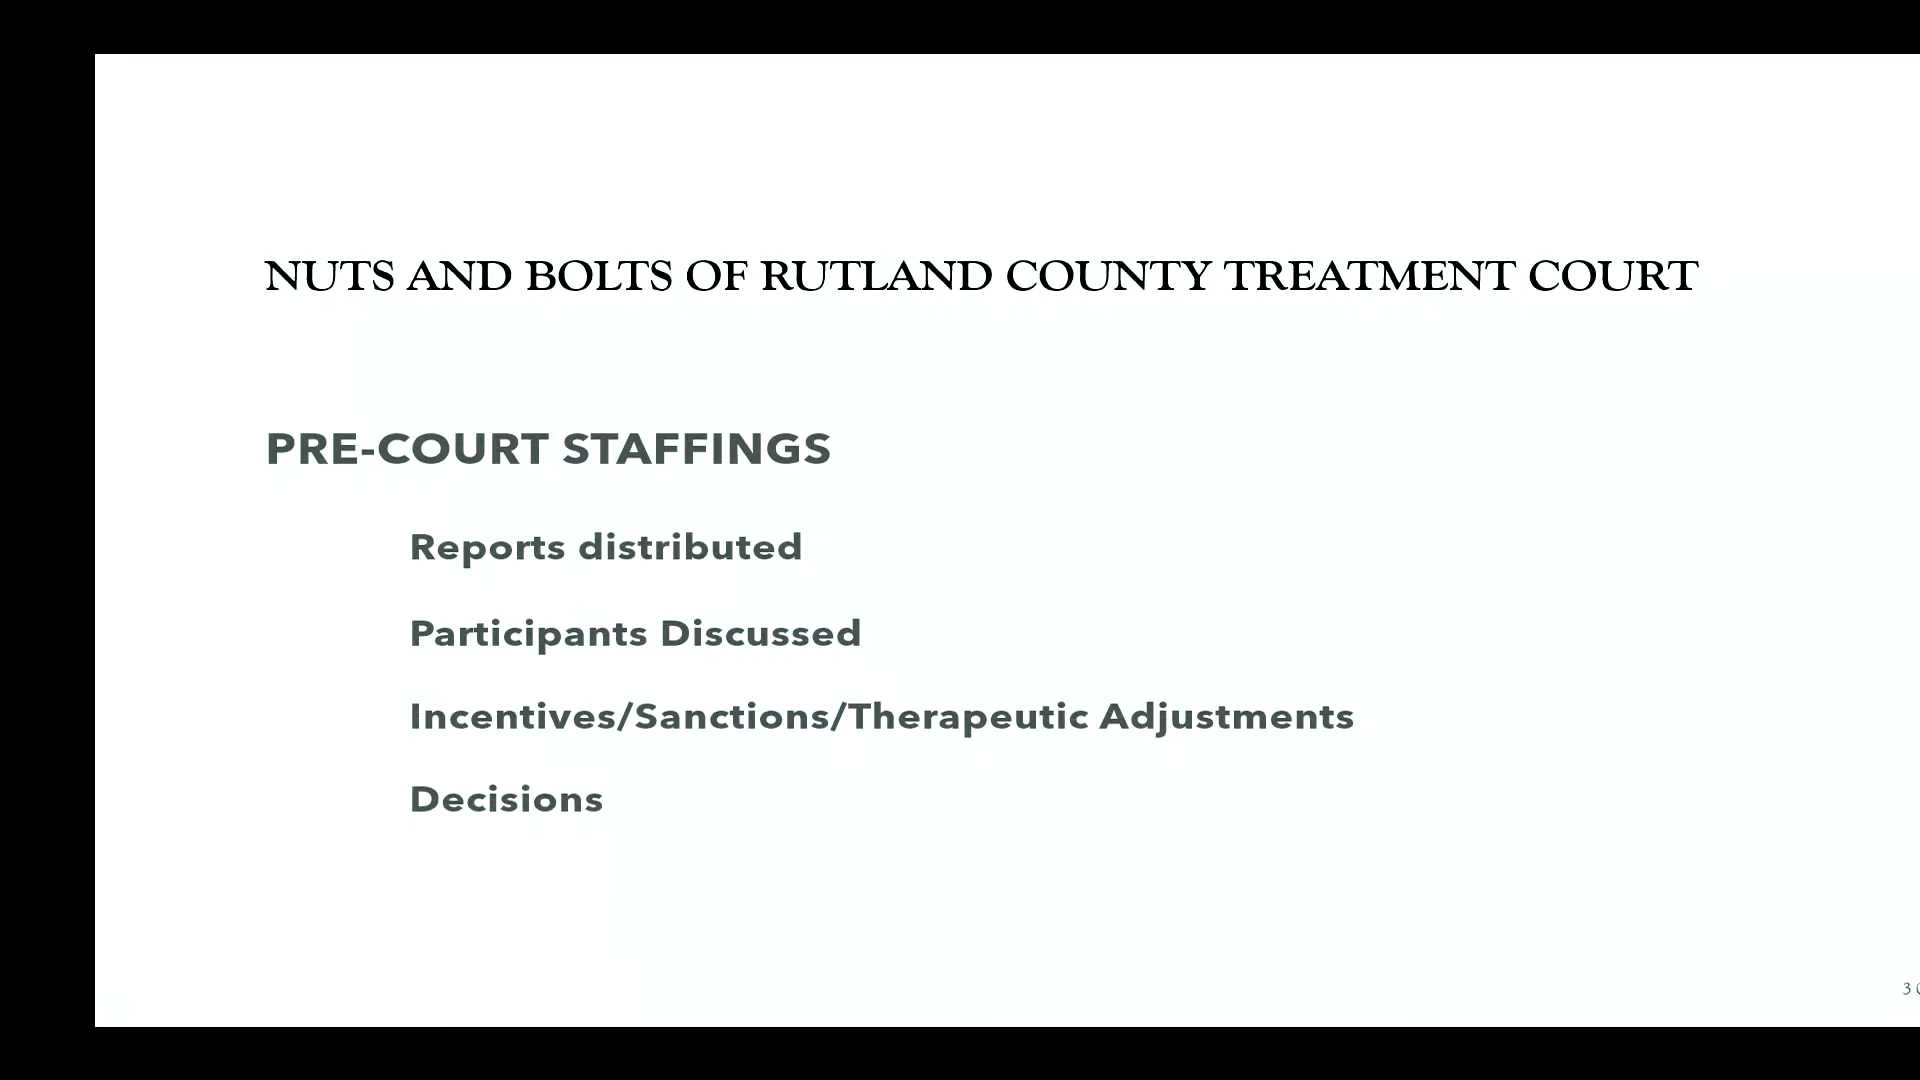 NUTS AND BOLTS OF RUTLAND COUNTY TREATMENT COURT
PRE-COURT STAFFINGS
Reports distributed
Participants Discussed
Incentives/Sanctions/Therapeutic Adjustments
Decisions
3